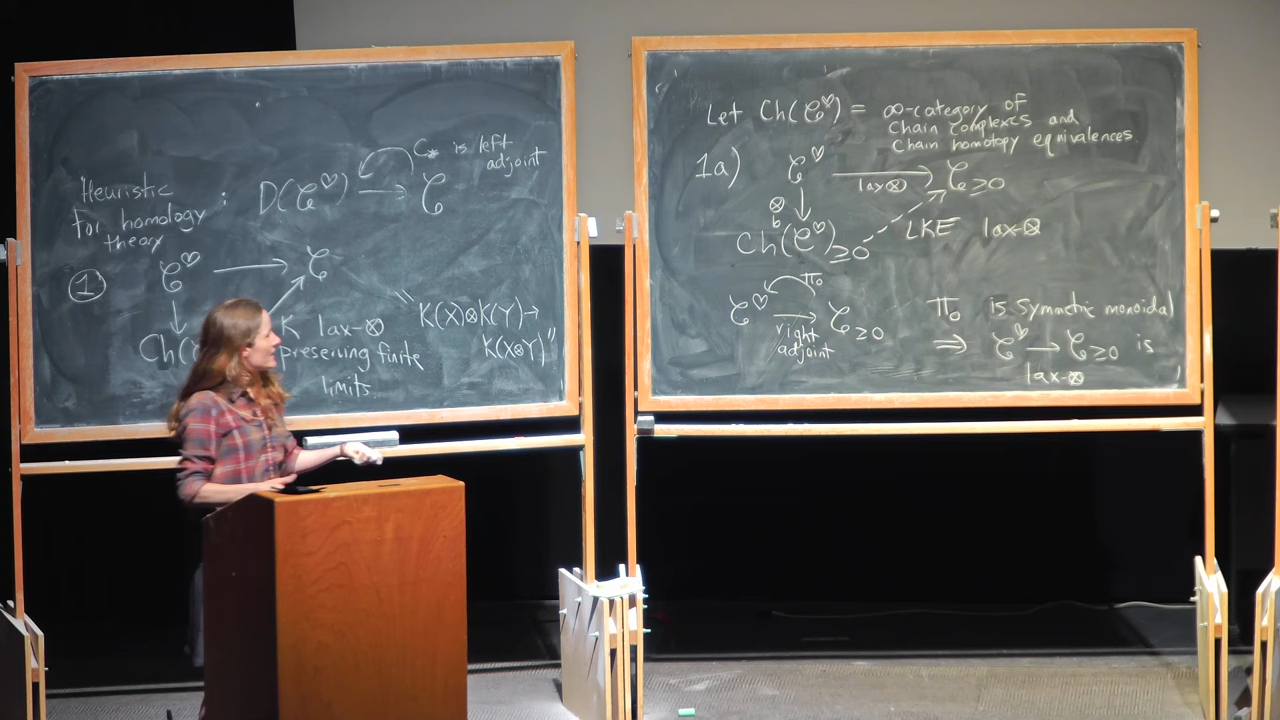 Heuristic
for homology
theory
: D(𝒞♡) → 𝒞
C_* is left
adjoint
①
𝒞♡ → 𝒞
↓
Ch(
K lax-⊗
preserving finite
limits.
"K(X)⊗K(Y)→
K(X⊗Y)"
Let Ch(𝒞♡) = ∞-category of
Chain complexes and
Chain homotopy equivalences.
1a) 𝒞♡ → 𝒞≥0
lax⊗
⊗ ↓
Ch(𝒞♡)≥0
LKE lax-⊗
π₀
𝒞♡ → 𝒞≥0
right
adjoint
π₀ is symmetric monoidal
⇒ 𝒞♡ → 𝒞≥0 is
lax-⊗